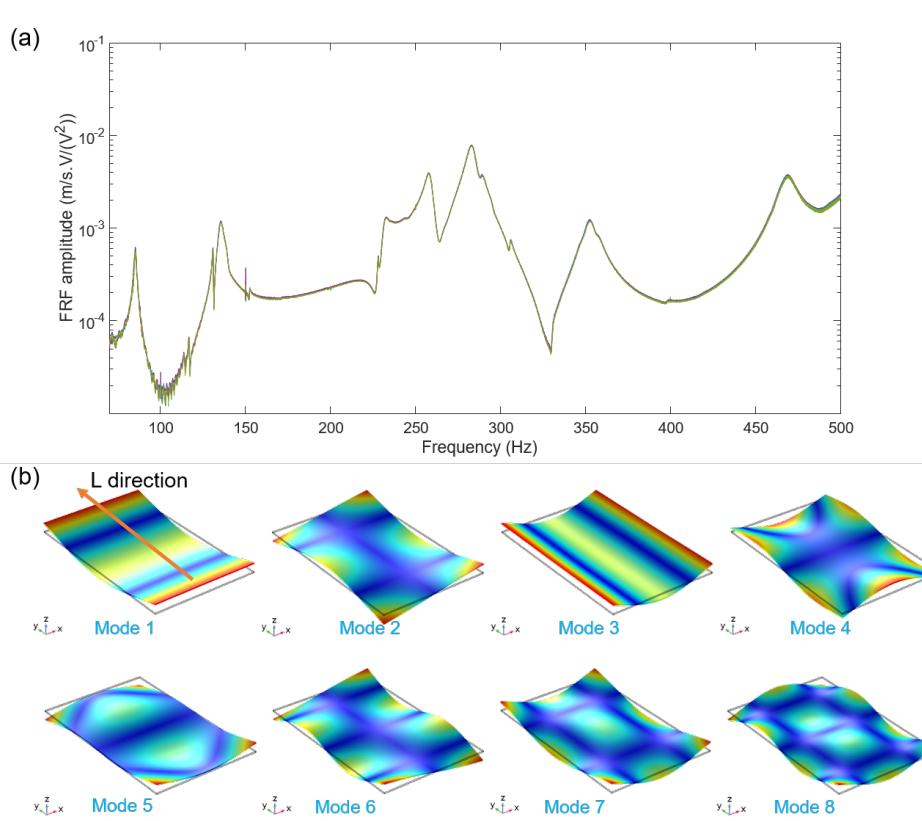 (a)
FRF amplitude (m/s.V/(V²))
10⁻¹
10⁻²
10⁻³
10⁻⁴
100 150 200 250 300 350 400 450 500
Frequency (Hz)
(b)
L direction
z y x z y x z y x z y x
Mode 1 Mode 2 Mode 3 Mode 4
z y x z y x z y x z y x
Mode 5 Mode 6 Mode 7 Mode 8